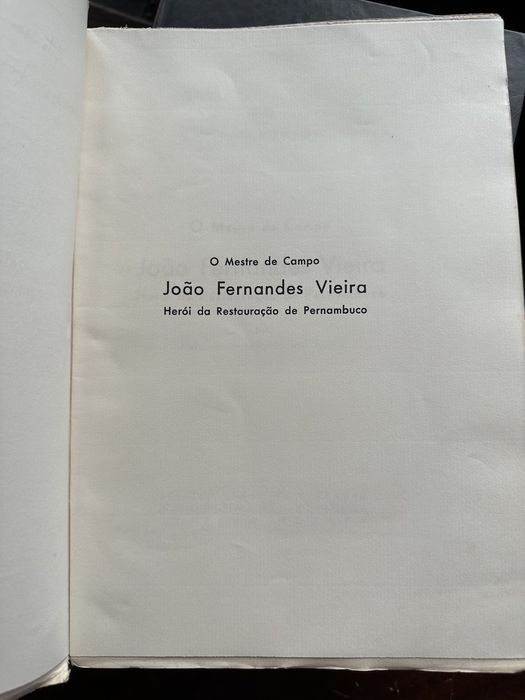 O Mestre de Campo
João Fernandes Vieira
Herói da Restauração de Pernambuco